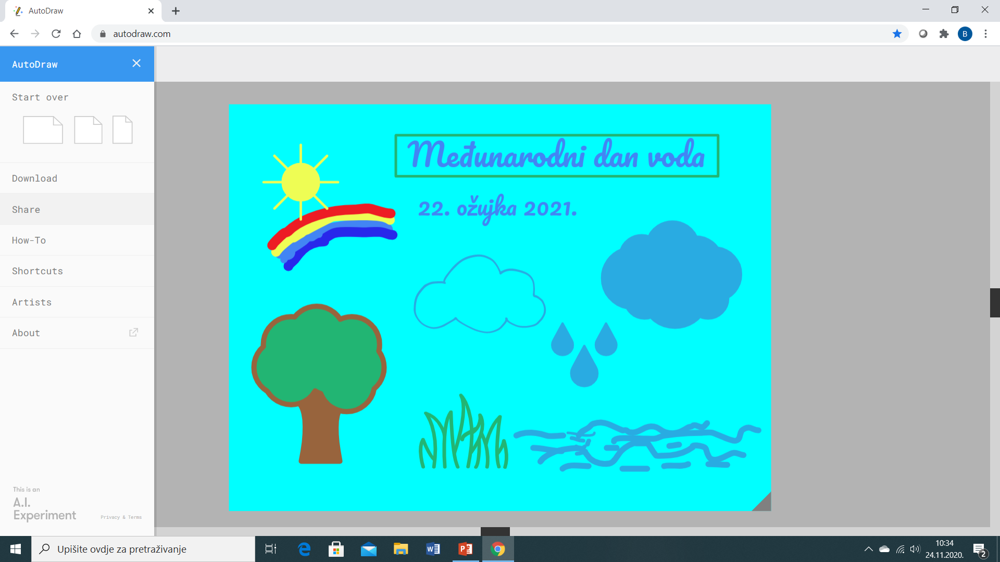 AutoDraw
autodraw.com
B
AutoDraw
Start over
Download
Share
How-To
Shortcuts
Artists
About
This is an
A.I.
Experiment
Privacy & Terms
Međunarodni dan voda
22. ožujka 2021.
Upišite ovdje za pretraživanje
10:34
24.11.2020.
2